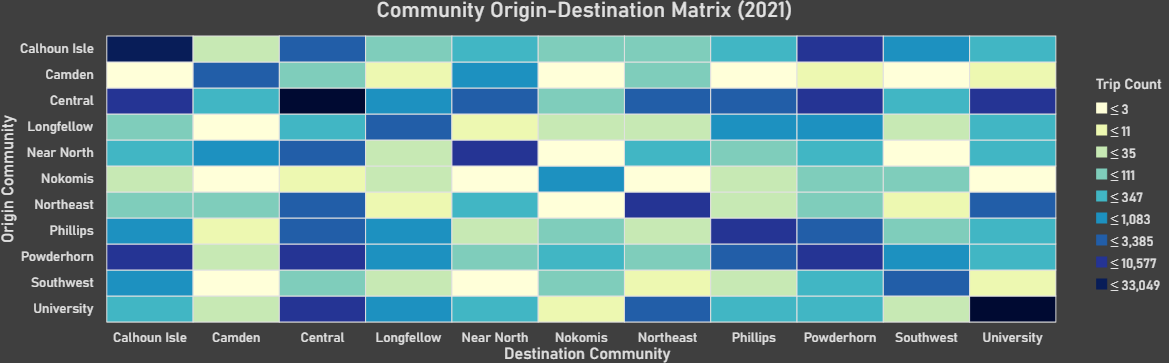 Community Origin-Destination Matrix (2021)
Origin Community
Calhoun Isle
Camden
Central
Longfellow
Near North
Nokomis
Northeast
Phillips
Powderhorn
Southwest
University
Calhoun Isle Camden Central Longfellow Near North Nokomis Northeast Phillips Powderhorn Southwest University
Destination Community
Trip Count
≤ 3
≤ 11
≤ 35
≤ 111
≤ 347
≤ 1,083
≤ 3,385
≤ 10,577
≤ 33,049